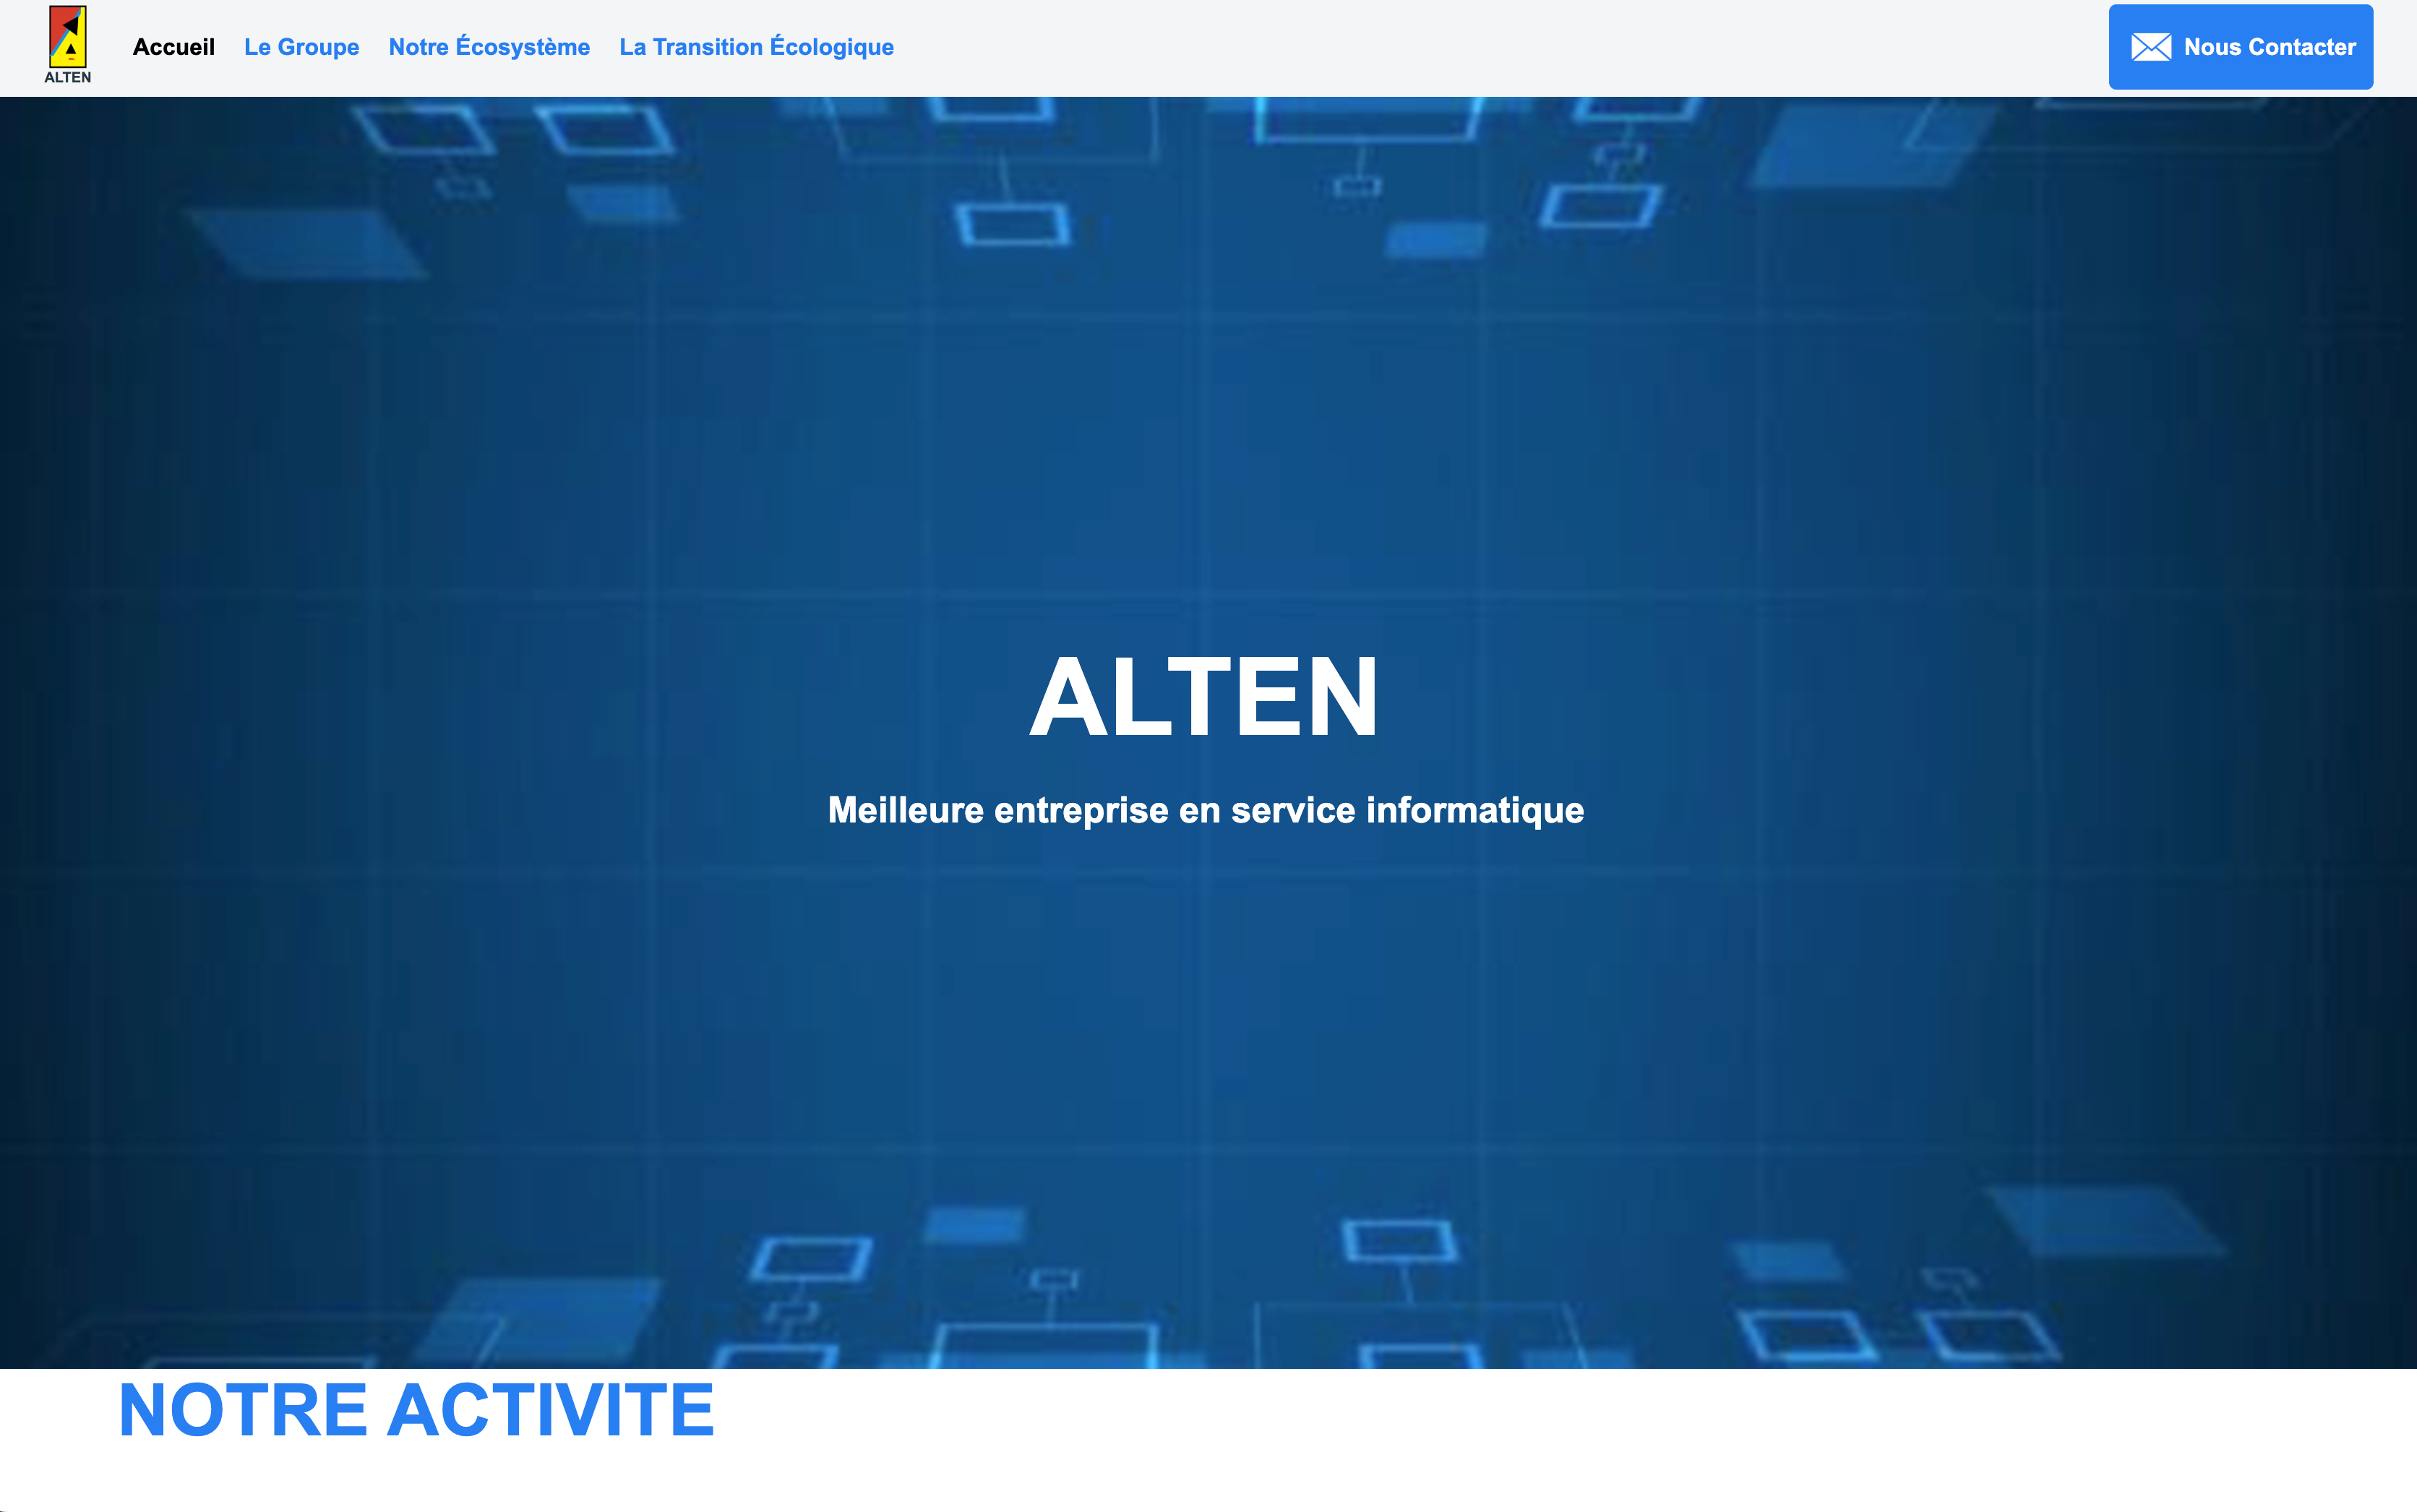 ALTEN
Accueil
Le Groupe
Notre Écosystème
La Transition Écologique
Nous Contacter
ALTEN
Meilleure entreprise en service informatique
NOTRE ACTIVITE